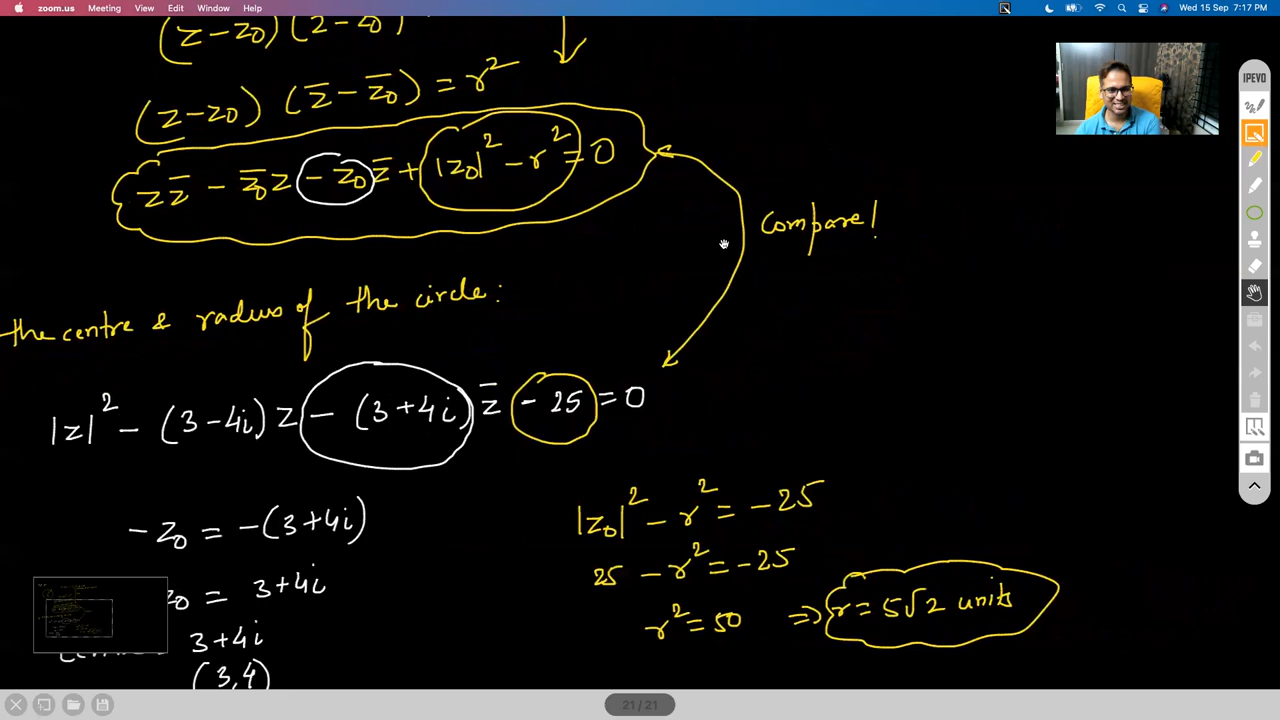 zoom.us Meeting View Edit Window Help
Wed 15 Sep 7:17 PM
IPEVO
(z-z₀)
(z-z₀) (z̅-z̅₀) = r²
zz̅ - z̅₀z - z₀z̅ + |z₀|² - r² = 0
Compare!
the centre & radius of the circle:
|z|² - (3-4i) z - (3+4i) z̅ - 25 = 0
-z₀ = -(3+4i)
z₀ = 3+4i
3+4i
(3,4)
|z₀|² - r² = -25
25 - r² = -25
r² = 50 ⇒ r = 5√2 units
21 / 21